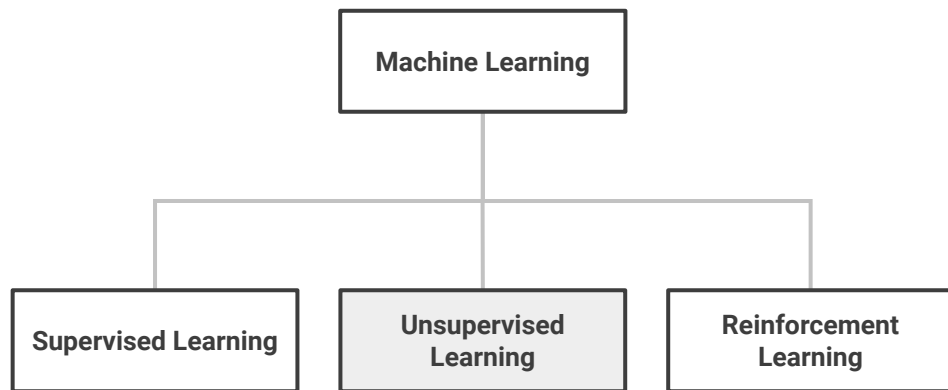 Machine Learning
Supervised Learning
Unsupervised
Learning
Reinforcement
Learning